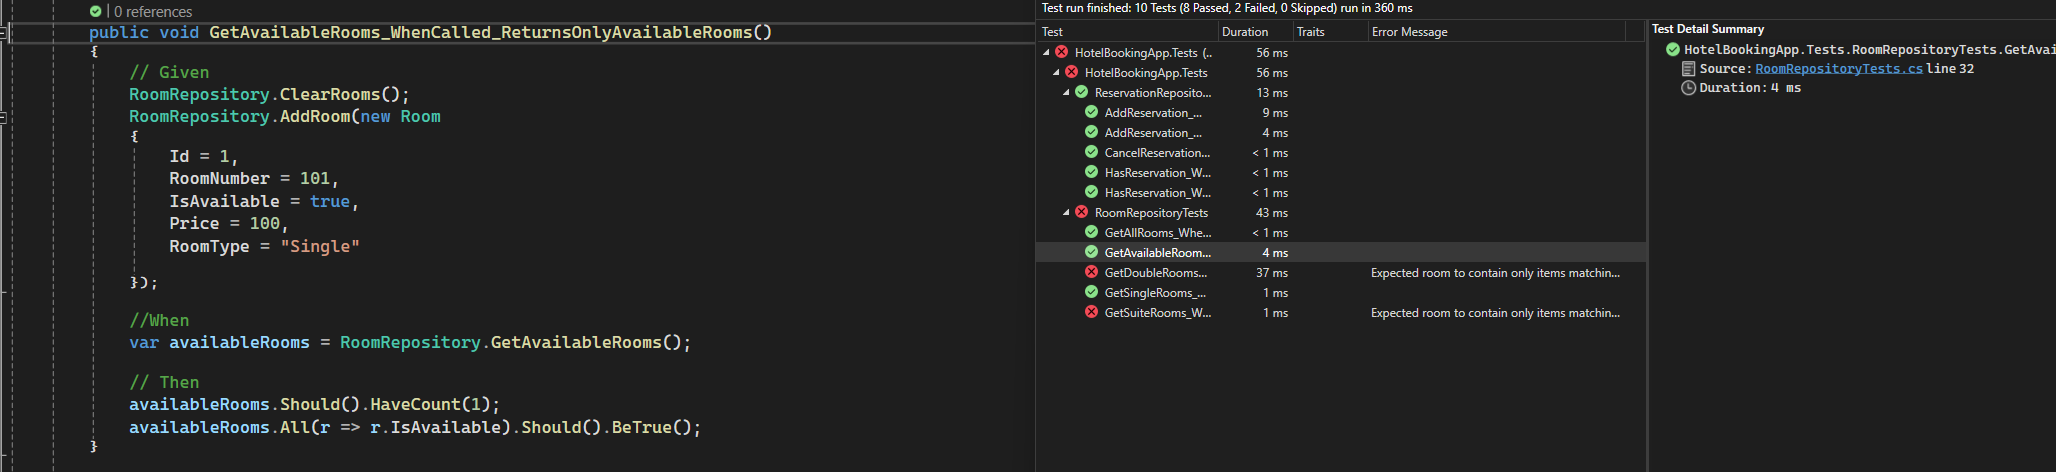 0 references
public void GetAvailableRooms_WhenCalled_ReturnsOnlyAvailableRooms()
{
// Given
RoomRepository.ClearRooms();
RoomRepository.AddRoom(new Room
{
Id = 1,
RoomNumber = 101,
IsAvailable = true,
Price = 100,
RoomType = "Single"
});
//When
var availableRooms = RoomRepository.GetAvailableRooms();
// Then
availableRooms.Should().HaveCount(1);
availableRooms.All(r => r.IsAvailable).Should().BeTrue();
}
Test run finished: 10 Tests (8 Passed, 2 Failed, 0 Skipped) run in 360 ms
Test Duration Traits Error Message
HotelBookingApp.Tests (.. 56 ms
HotelBookingApp.Tests 56 ms
ReservationReposito... 13 ms
AddReservation_... 9 ms
AddReservation_... 4 ms
CancelReservation... < 1 ms
HasReservation_W... < 1 ms
HasReservation_W... < 1 ms
RoomRepositoryTests 43 ms
GetAllRooms_Whe... < 1 ms
GetAvailableRoom... 4 ms
GetDoubleRooms... 37 ms Expected room to contain only items matchin...
GetSingleRooms_... 1 ms
GetSuiteRooms_W... 1 ms Expected room to contain only items matchin...
Test Detail Summary
HotelBookingApp.Tests.RoomRepositoryTests.GetAvai
Source: RoomRepositoryTests.cs line 32
Duration: 4 ms